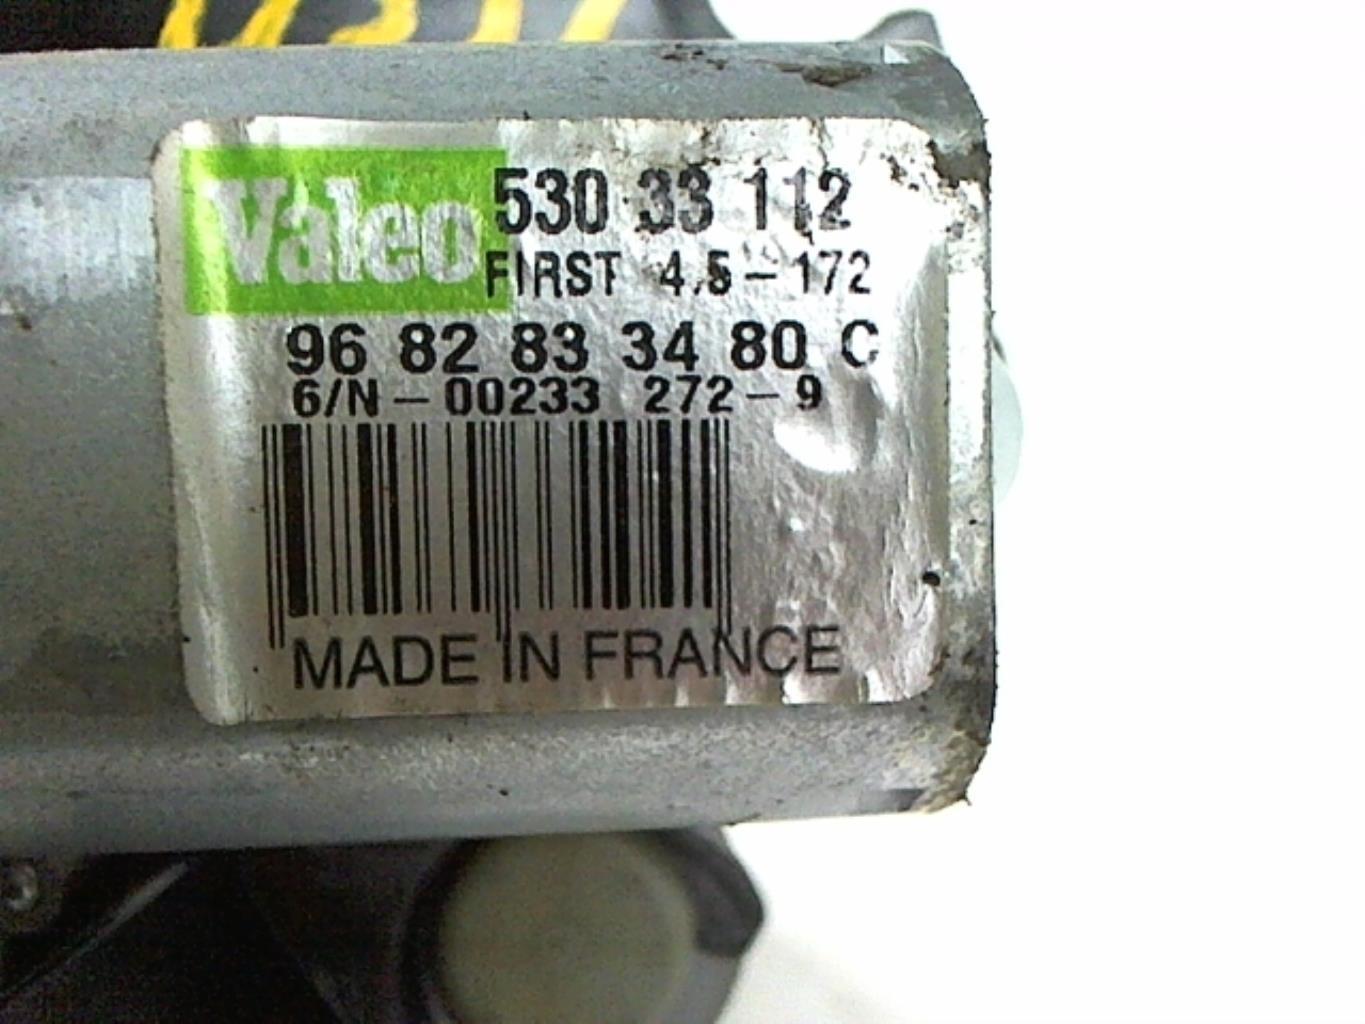 Valeo 530 33 112
FIRST 4.5-172
96 82 83 34 80 C
6/N-00233 272-9
MADE IN FRANCE